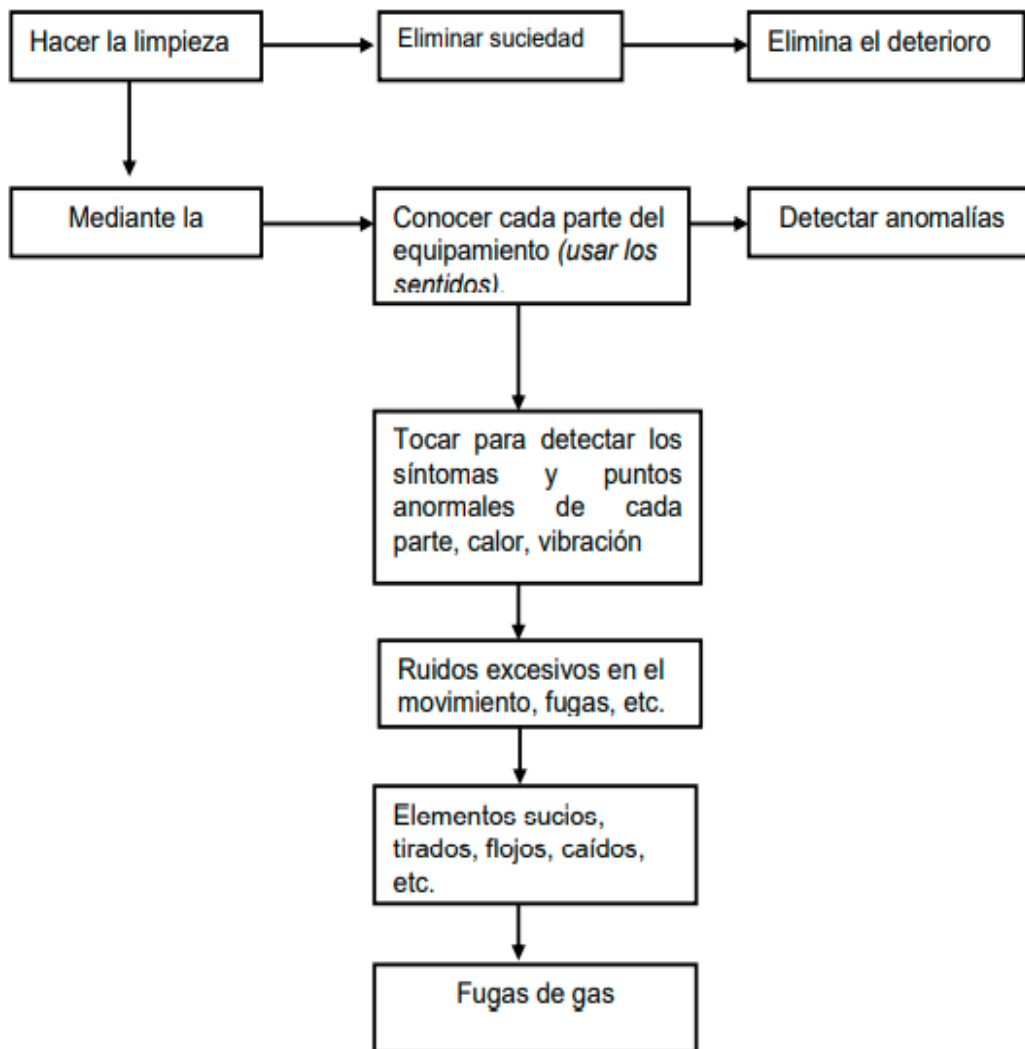 Hacer la limpieza
Eliminar suciedad
Elimina el deterioro
Mediante la
Conocer cada parte del
equipamiento (usar los
sentidos).
Detectar anomalías
Tocar para detectar los
síntomas y puntos
anormales de cada
parte, calor, vibración
Ruidos excesivos en el
movimiento, fugas, etc.
Elementos sucios,
tirados, flojos, caídos,
etc.
Fugas de gas